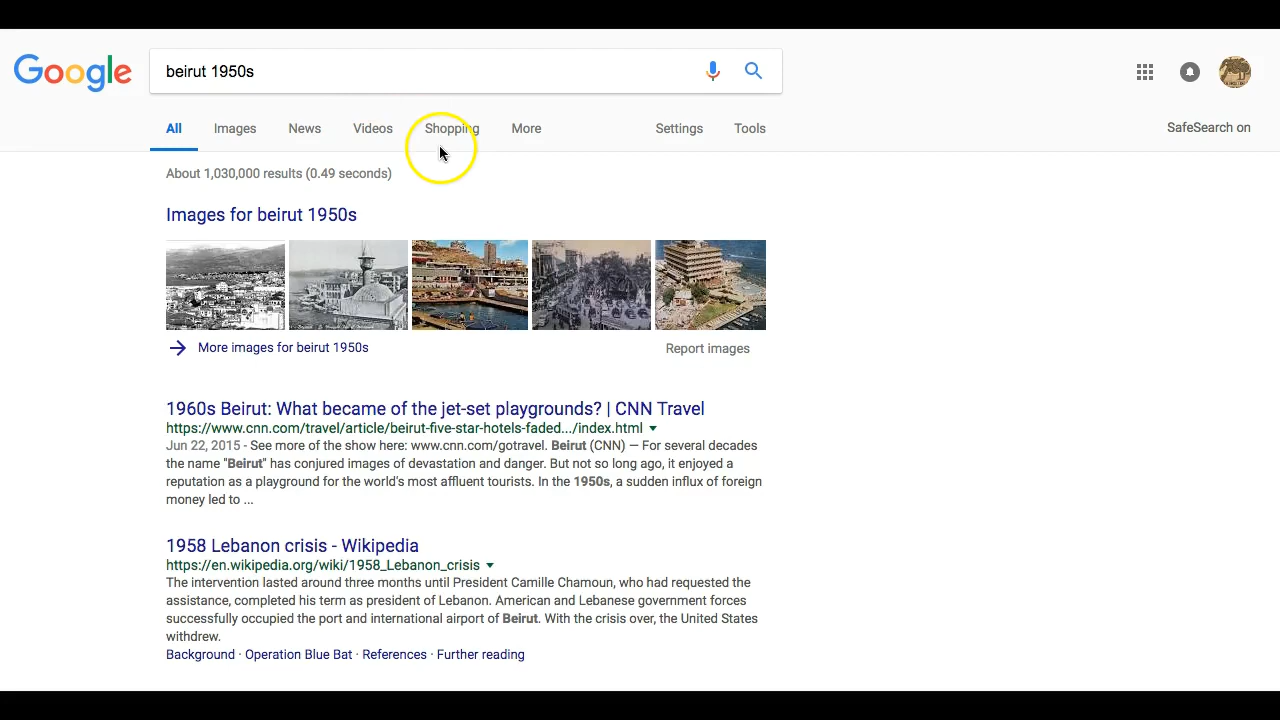 Google
beirut 1950s
All Images News Videos Shopping More Settings Tools
SafeSearch on
About 1,030,000 results (0.49 seconds)
Images for beirut 1950s
More images for beirut 1950s
Report images
1960s Beirut: What became of the jet-set playgrounds? | CNN Travel
https://www.cnn.com/travel/article/beirut-five-star-hotels-faded.../index.html
Jun 22, 2015 - See more of the show here: www.cnn.com/gotravel. Beirut (CNN) — For several decades
the name "Beirut" has conjured images of devastation and danger. But not so long ago, it enjoyed a
reputation as a playground for the world's most affluent tourists. In the 1950s, a sudden influx of foreign
money led to ...
1958 Lebanon crisis - Wikipedia
https://en.wikipedia.org/wiki/1958_Lebanon_crisis
The intervention lasted around three months until President Camille Chamoun, who had requested the
assistance, completed his term as president of Lebanon. American and Lebanese government forces
successfully occupied the port and international airport of Beirut. With the crisis over, the United States
withdrew.
Background · Operation Blue Bat · References · Further reading